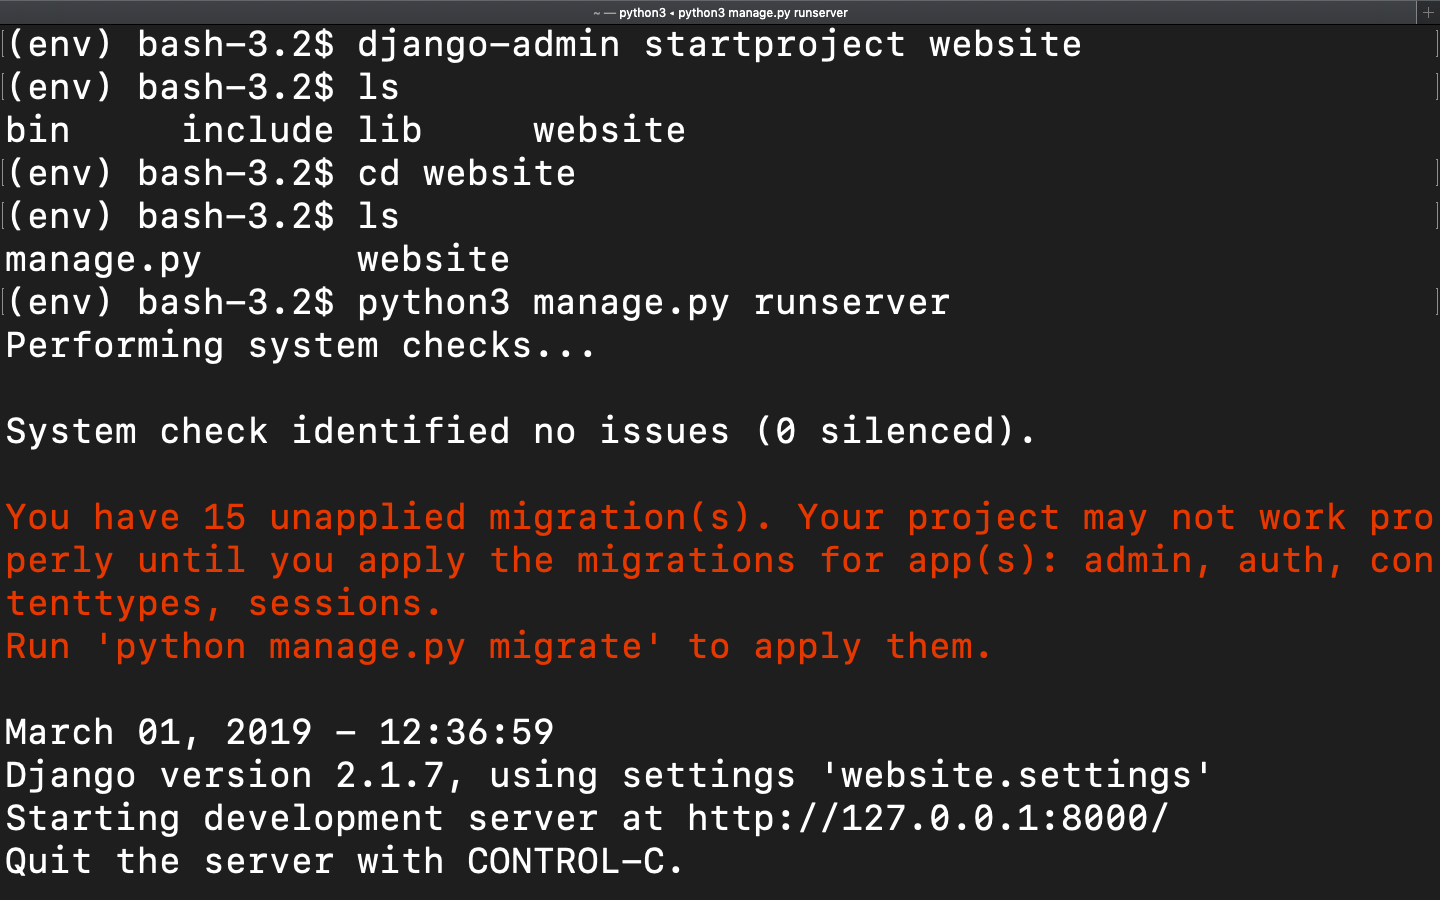 ~ — python3 ◂ python3 manage.py runserver
(env) bash-3.2$ django-admin startproject website
(env) bash-3.2$ ls
bin     include lib     website
(env) bash-3.2$ cd website
(env) bash-3.2$ ls
manage.py       website
(env) bash-3.2$ python3 manage.py runserver
Performing system checks...
System check identified no issues (0 silenced).
You have 15 unapplied migration(s). Your project may not work pro
perly until you apply the migrations for app(s): admin, auth, con
tenttypes, sessions.
Run 'python manage.py migrate' to apply them.
March 01, 2019 - 12:36:59
Django version 2.1.7, using settings 'website.settings'
Starting development server at http://127.0.0.1:8000/
Quit the server with CONTROL-C.